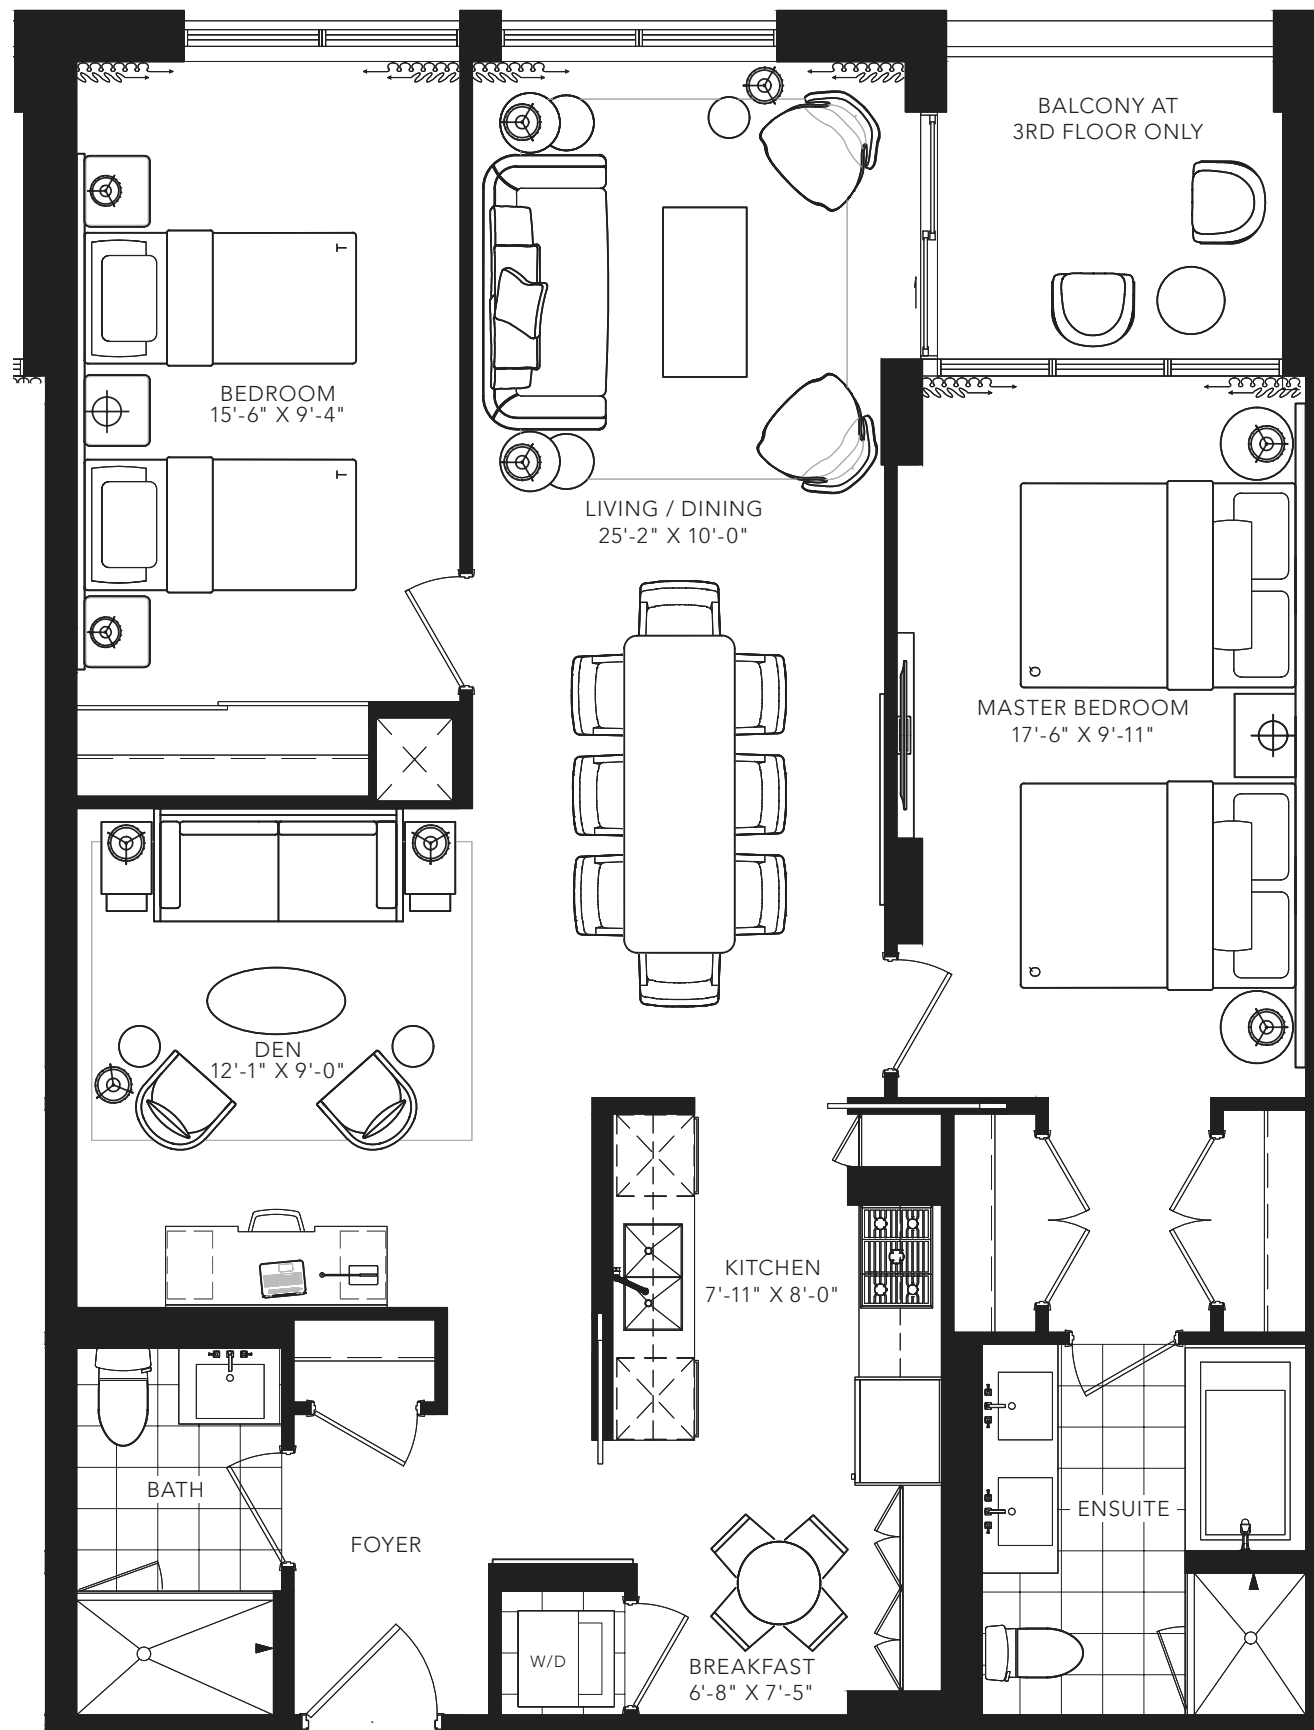 BALCONY AT
3RD FLOOR ONLY
BEDROOM
15'-6" X 9'-4"
LIVING / DINING
25'-2" X 10'-0"
MASTER BEDROOM
17'-6" X 9'-11"
DEN
12'-1" X 9'-0"
KITCHEN
7'-11" X 8'-0"
BATH
ENSUITE
FOYER
W/D
BREAKFAST
6'-8" X 7'-5"